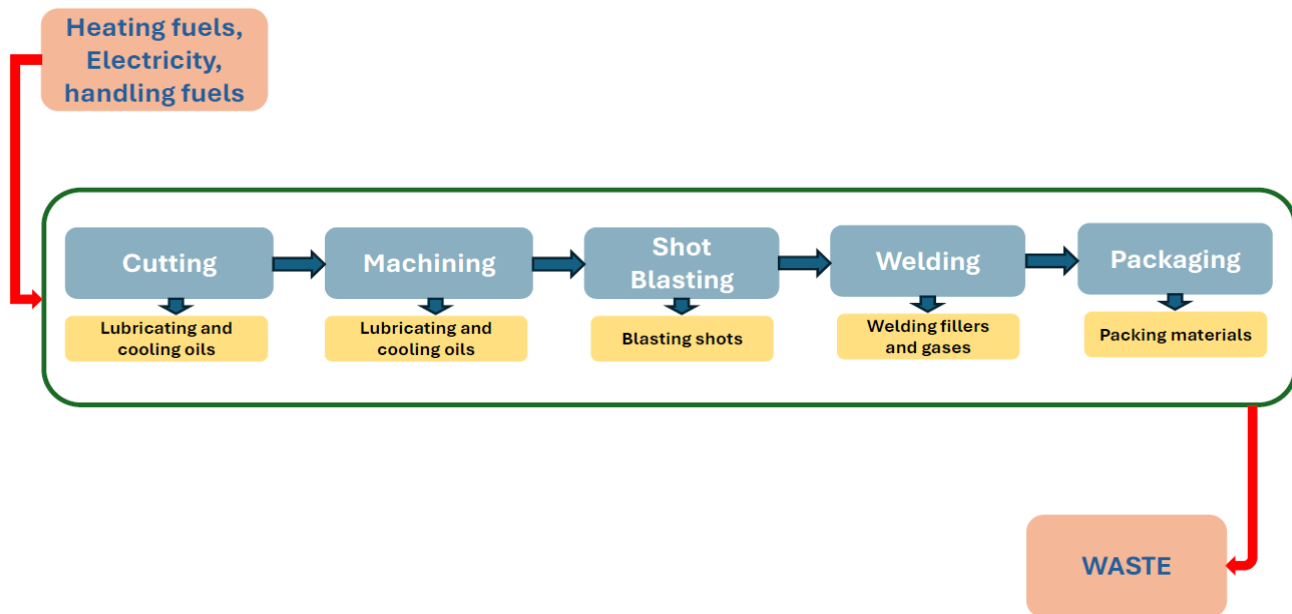 Heating fuels,
Electricity,
handling fuels
Cutting
Machining
Shot
Blasting
Welding
Packaging
Lubricating and
cooling oils
Lubricating and
cooling oils
Blasting shots
Welding fillers
and gases
Packing materials
WASTE